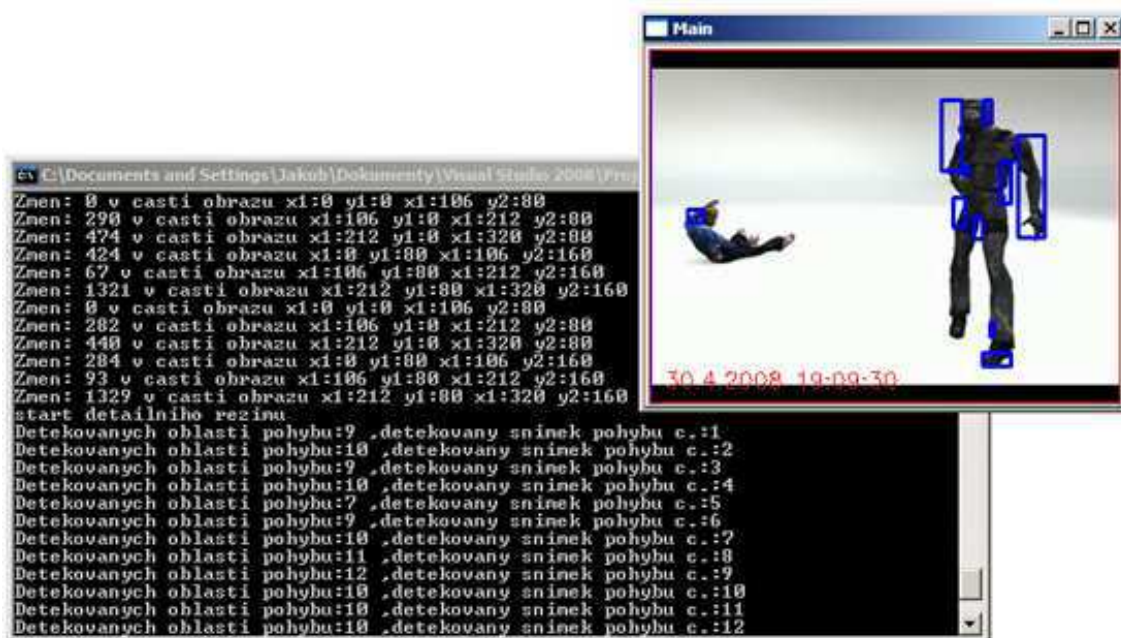 Main
30.4.2008 19:09:30
C:\Documents and Settings\Jakub\Dokumenty\Visual Studio 2008\Proj
Zmen: 0 v casti obrazu x1:0 y1:0 x1:106 y2:80
Zmen: 290 v casti obrazu x1:106 y1:0 x1:212 y2:80
Zmen: 474 v casti obrazu x1:212 y1:0 x1:320 y2:80
Zmen: 424 v casti obrazu x1:0 y1:80 x1:106 y2:160
Zmen: 67 v casti obrazu x1:106 y1:80 x1:212 y2:160
Zmen: 1321 v casti obrazu x1:212 y1:80 x1:320 y2:160
Zmen: 0 v casti obrazu x1:0 y1:0 x1:106 y2:80
Zmen: 282 v casti obrazu x1:106 y1:0 x1:212 y2:80
Zmen: 440 v casti obrazu x1:212 y1:0 x1:320 y2:80
Zmen: 284 v casti obrazu x1:0 y1:80 x1:106 y2:160
Zmen: 93 v casti obrazu x1:106 y1:80 x1:212 y2:160
Zmen: 1329 v casti obrazu x1:212 y1:80 x1:320 y2:160
start detailniho rezimu
Detekovanych oblasti pohybu:9 ,detekovany snimek pohybu c.:1
Detekovanych oblasti pohybu:10 ,detekovany snimek pohybu c.:2
Detekovanych oblasti pohybu:9 ,detekovany snimek pohybu c.:3
Detekovanych oblasti pohybu:10 ,detekovany snimek pohybu c.:4
Detekovanych oblasti pohybu:7 ,detekovany snimek pohybu c.:5
Detekovanych oblasti pohybu:9 ,detekovany snimek pohybu c.:6
Detekovanych oblasti pohybu:10 ,detekovany snimek pohybu c.:7
Detekovanych oblasti pohybu:11 ,detekovany snimek pohybu c.:8
Detekovanych oblasti pohybu:12 ,detekovany snimek pohybu c.:9
Detekovanych oblasti pohybu:10 ,detekovany snimek pohybu c.:10
Detekovanych oblasti pohybu:10 ,detekovany snimek pohybu c.:11
Detekovanych oblasti pohybu:10 ,detekovany snimek pohybu c.:12